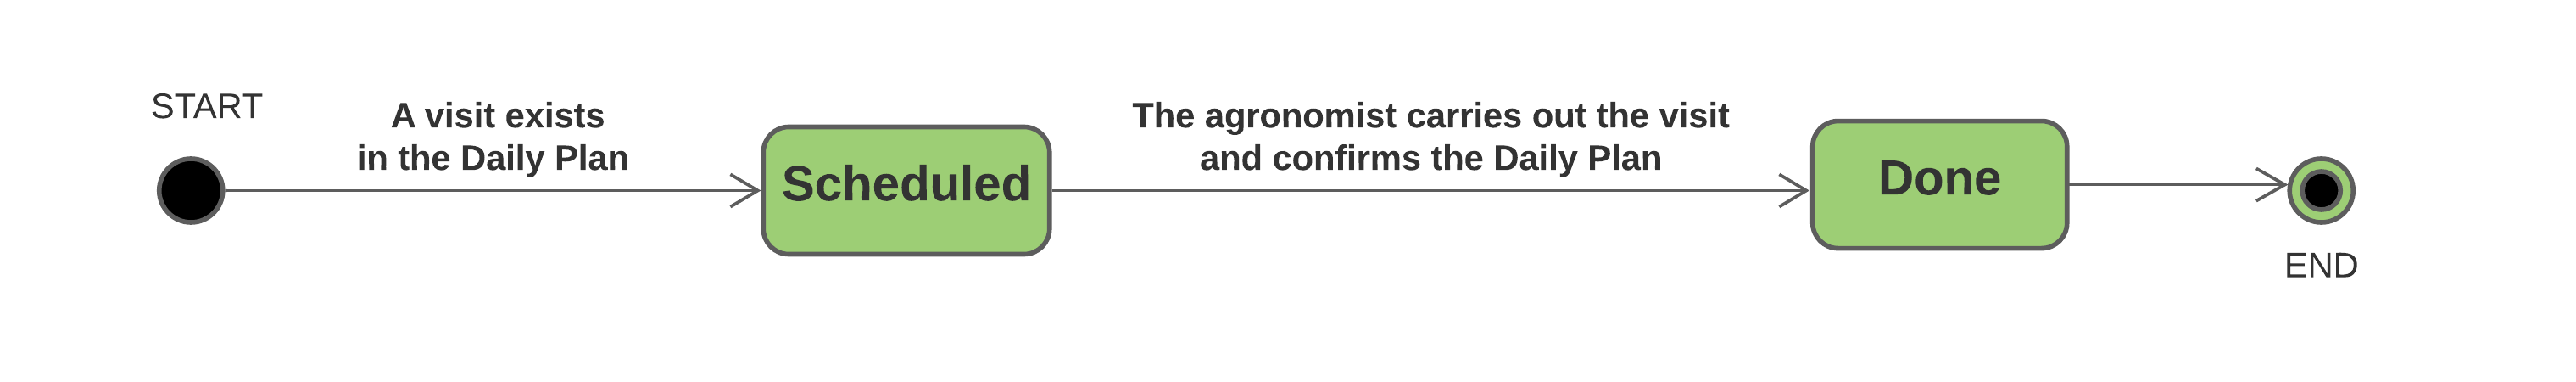 START
A visit exists
in the Daily Plan
Scheduled
The agronomist carries out the visit
and confirms the Daily Plan
Done
END